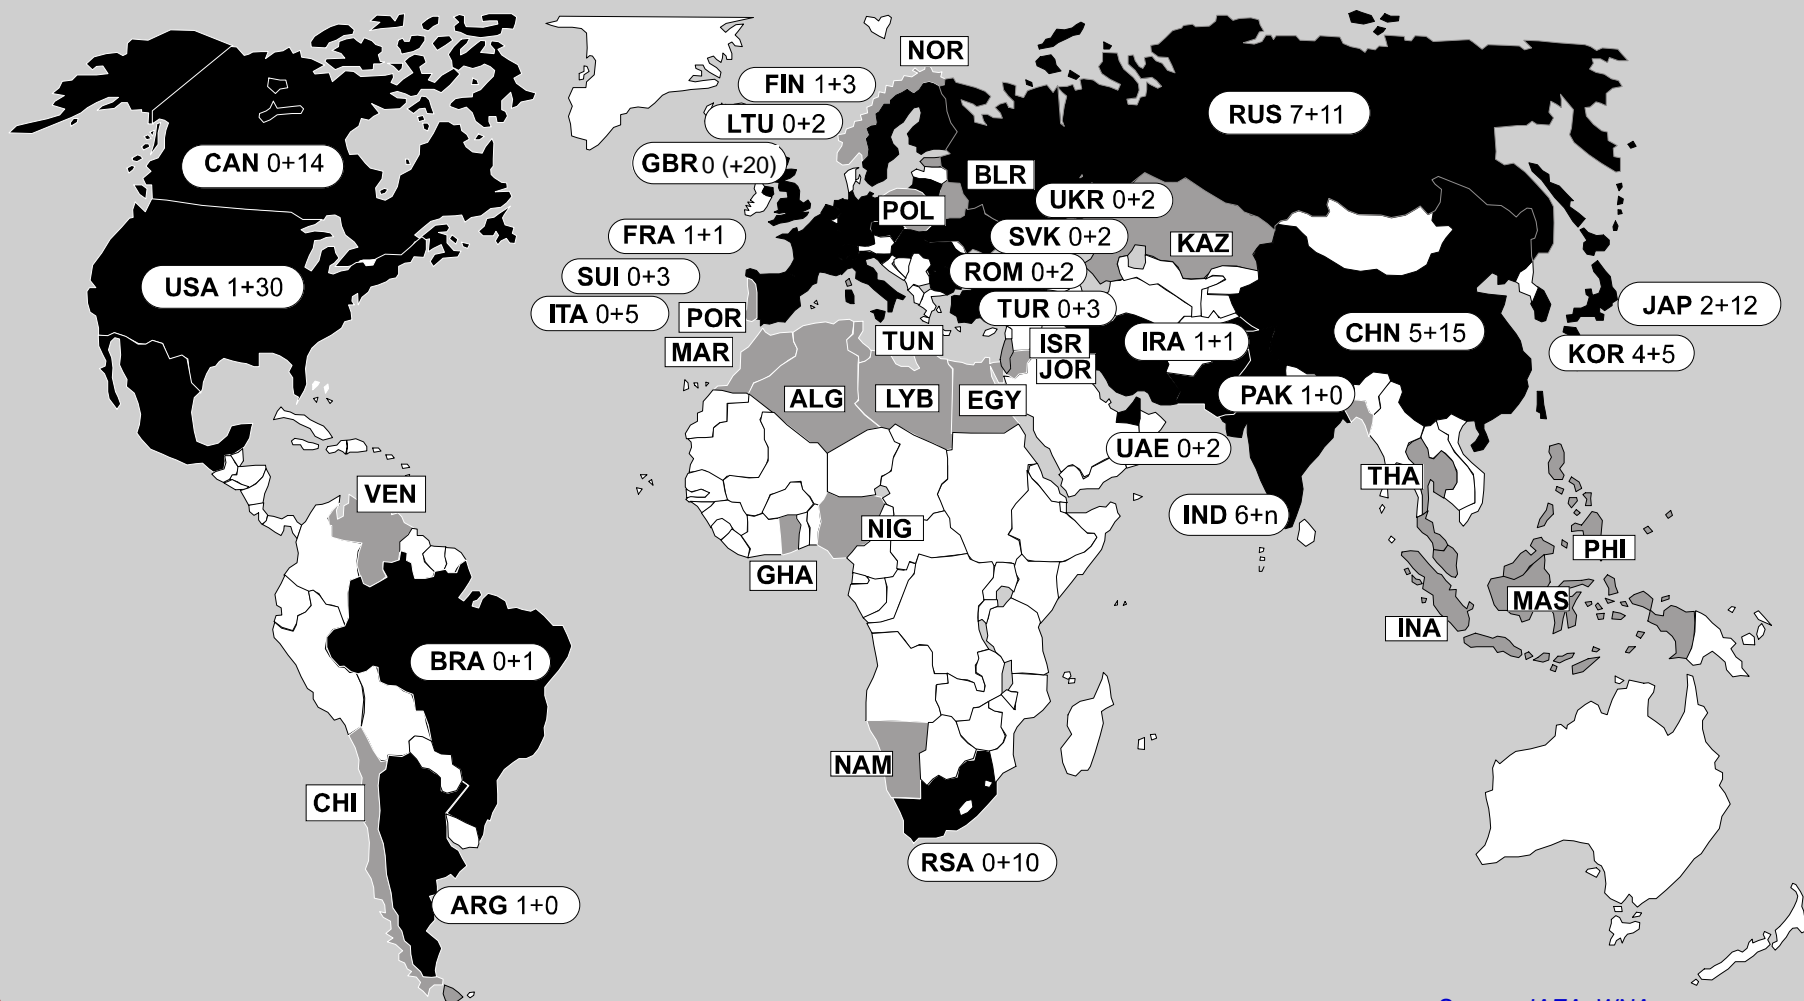 NOR
FIN 1+3
LTU 0+2
RUS 7+11
CAN 0+14
GBR 0 (+20)
BLR
UKR 0+2
POL
FRA 1+1
SVK 0+2
KAZ
SUI 0+3
ROM 0+2
USA 1+30
ITA 0+5
POR
TUR 0+3
JAP 2+12
MAR
TUN
ISR
IRA 1+1
CHN 5+15
KOR 4+5
JOR
ALG
LYB
EGY
PAK 1+0
UAE 0+2
THA
VEN
IND 6+n
NIG
PHI
GHA
MAS
INA
BRA 0+1
NAM
CHI
RSA 0+10
ARG 1+0